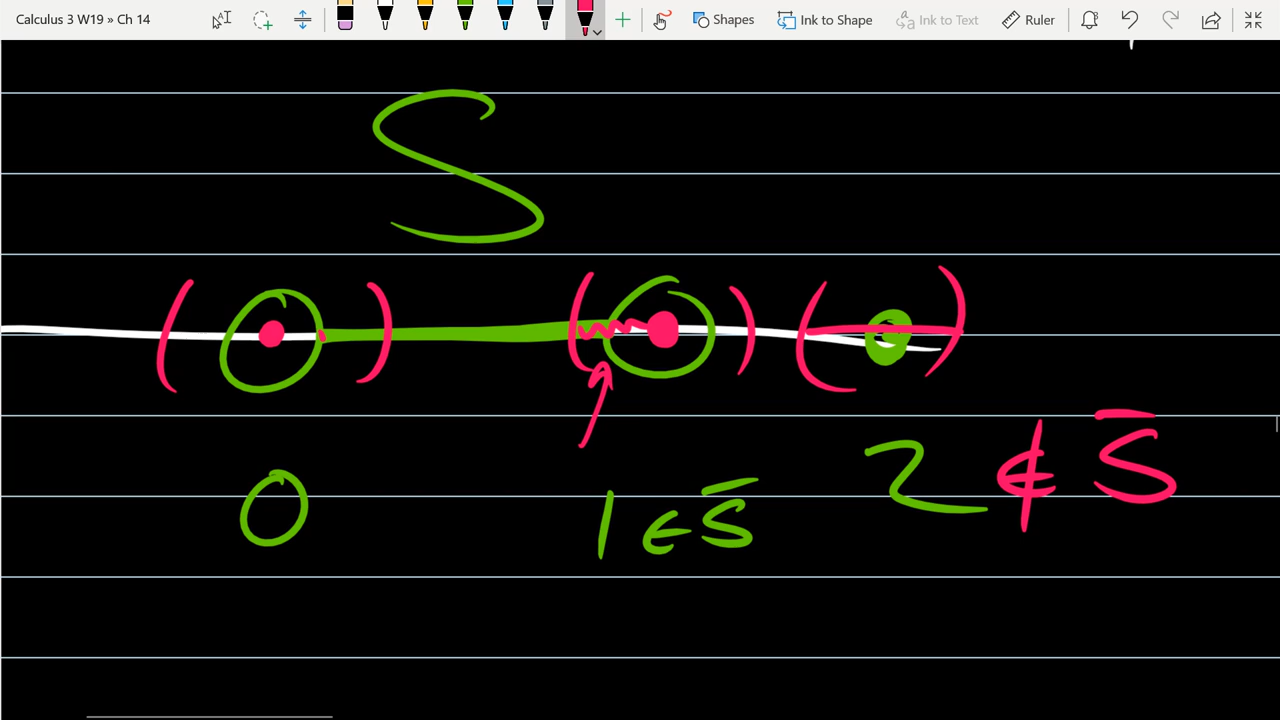 Calculus 3 W19 » Ch 14
Shapes
Ink to Shape
Ink to Text
Ruler
S
0
1 ∈ S̅
2 ∉ S̅